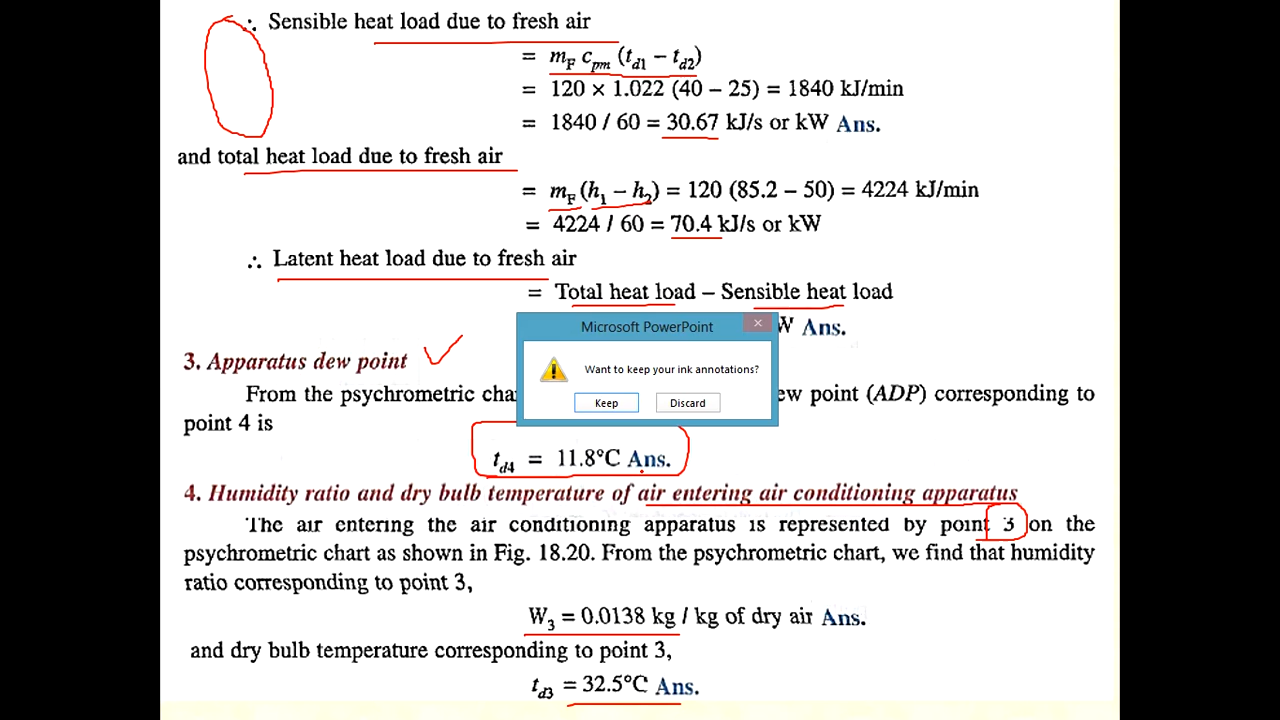 ∴ Sensible heat load due to fresh air
= m_F c_pm (t_d1 − t_d2)
= 120 × 1.022 (40 − 25) = 1840 kJ/min
= 1840 / 60 = 30.67 kJ/s or kW Ans.
and total heat load due to fresh air
= m_F (h_1 − h_2) = 120 (85.2 − 50) = 4224 kJ/min
= 4224 / 60 = 70.4 kJ/s or kW
∴ Latent heat load due to fresh air
= Total heat load − Sensible heat load
W Ans.
Microsoft PowerPoint
Want to keep your ink annotations?
Keep Discard
3. Apparatus dew point
From the psychrometric point (ADP) corresponding to
point 4 is
t_d4 = 11.8°C Ans.
4. Humidity ratio and dry bulb temperature of air entering air conditioning apparatus
The air entering the air conditioning apparatus is represented by point 3 on the
psychrometric chart as shown in Fig. 18.20. From the psychrometric chart, we find that humidity
ratio corresponding to point 3,
W_3 = 0.0138 kg / kg of dry air Ans.
and dry bulb temperature corresponding to point 3,
t_d3 = 32.5°C Ans.